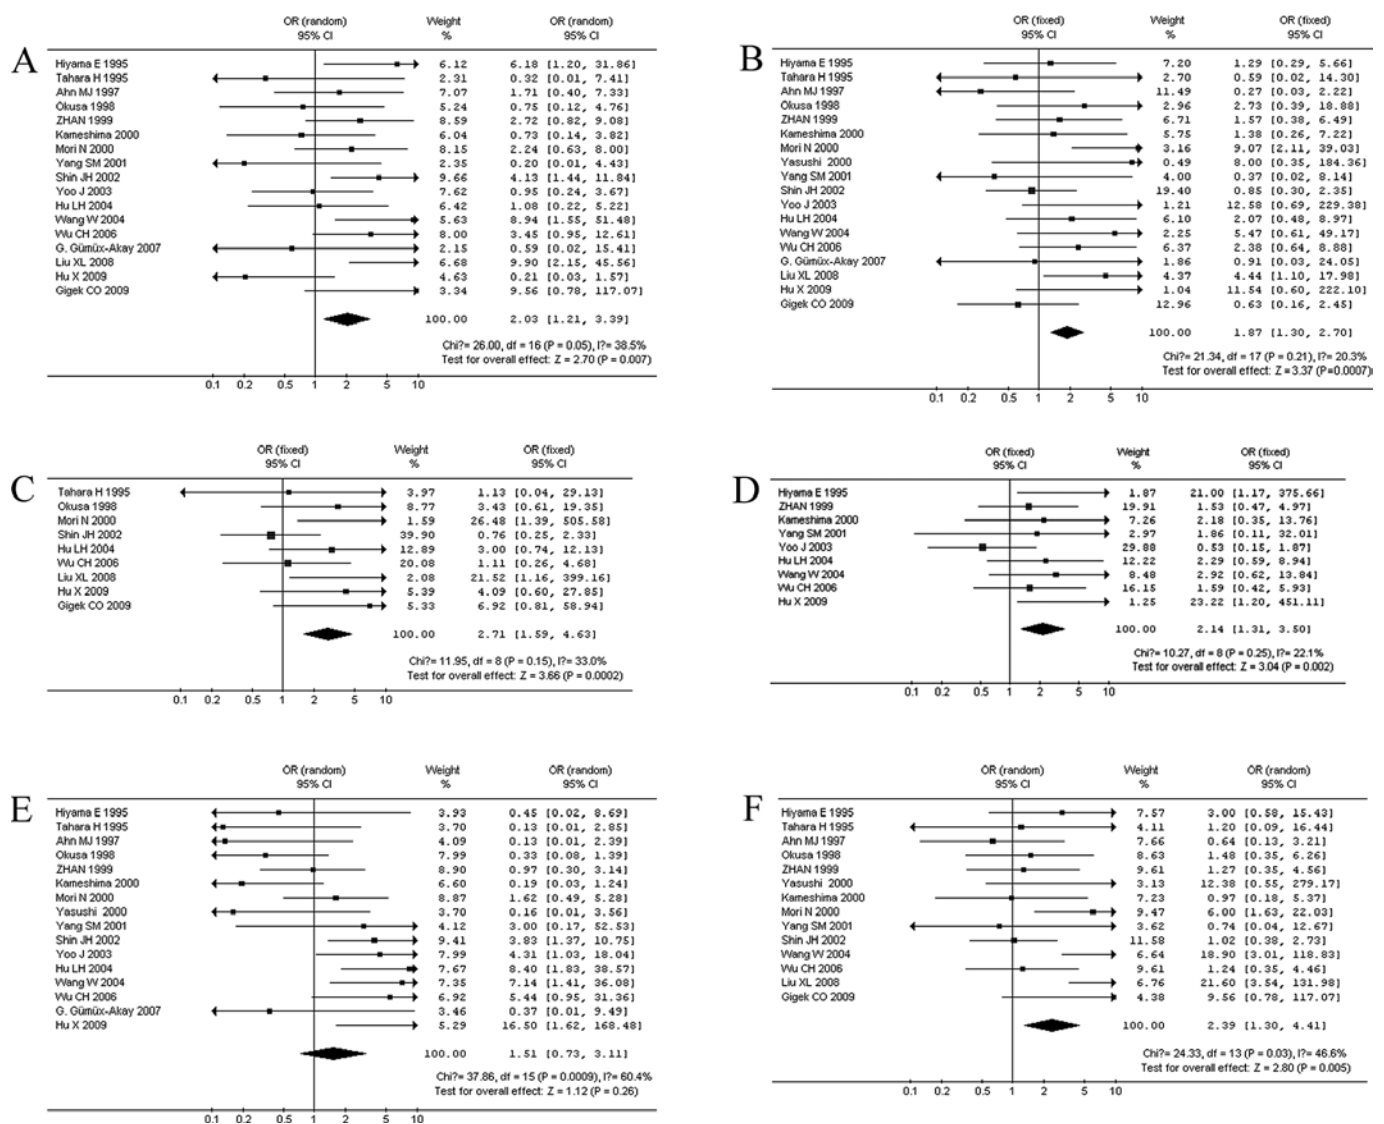 A
OR (random) Weight OR (random)
95% CI % 95% CI
Hiyama E 1995 6.12 6.18 [1.20, 31.86]
Tahara H 1995 2.31 0.32 [0.01, 7.41]
Ahn MJ 1997 7.07 1.71 [0.40, 7.33]
Okusa 1998 5.24 0.75 [0.12, 4.76]
ZHAN 1999 8.59 2.72 [0.82, 9.08]
Kameshima 2000 6.04 0.73 [0.14, 3.82]
Mori N 2000 8.15 2.24 [0.63, 8.00]
Yang SM 2001 2.35 0.20 [0.01, 4.43]
Shin JH 2002 9.66 4.13 [1.44, 11.84]
Yoo J 2003 7.62 0.95 [0.24, 3.67]
Hu LH 2004 6.42 1.08 [0.22, 5.22]
Wang W 2004 5.63 8.94 [1.55, 51.48]
Wu CH 2006 8.00 3.45 [0.95, 12.61]
G. Gümüx-Akay 2007 2.15 0.59 [0.02, 15.41]
Liu XL 2008 6.68 9.90 [2.15, 45.56]
Hu X 2009 4.63 0.21 [0.03, 1.57]
Gigek CO 2009 3.34 9.56 [0.78, 117.07]
100.00 2.03 [1.21, 3.39]
Chi?= 26.00, df = 16 (P = 0.05), I?= 38.5%
Test for overall effect: Z = 2.70 (P = 0.007)
0.1 0.2 0.5 1 2 5 10
B
OR (fixed) Weight OR (fixed)
95% CI % 95% CI
Hiyama E 1995 7.20 1.29 [0.29, 5.66]
Tahara H 1995 2.70 0.59 [0.02, 14.30]
Ahn MJ 1997 11.49 0.27 [0.03, 2.22]
Okusa 1998 2.96 2.73 [0.39, 18.88]
ZHAN 1999 6.71 1.57 [0.38, 6.49]
Kameshima 2000 5.75 1.38 [0.26, 7.22]
Mori N 2000 3.16 9.07 [2.11, 39.03]
Yasushi 2000 0.49 8.00 [0.35, 184.36]
Yang SM 2001 4.00 0.37 [0.02, 8.14]
Shin JH 2002 19.40 0.85 [0.30, 2.35]
Yoo J 2003 1.21 12.58 [0.69, 229.38]
Hu LH 2004 6.10 2.07 [0.48, 8.97]
Wang W 2004 2.25 5.47 [0.61, 49.17]
Wu CH 2006 6.37 2.38 [0.64, 8.88]
G. Gümüx-Akay 2007 1.86 0.91 [0.03, 24.05]
Liu XL 2008 4.37 4.44 [1.10, 17.98]
Hu X 2009 1.04 11.54 [0.60, 222.10]
Gigek CO 2009 12.96 0.63 [0.16, 2.45]
100.00 1.87 [1.30, 2.70]
Chi?= 21.34, df = 17 (P = 0.21), I?= 20.3%
Test for overall effect: Z = 3.37 (P=0.0007)
0.1 0.2 0.5 1 2 5 10
C
OR (fixed) Weight OR (fixed)
95% CI % 95% CI
Tahara H 1995 3.97 1.13 [0.04, 29.13]
Okusa 1998 8.77 3.43 [0.61, 19.35]
Mori N 2000 1.59 26.48 [1.39, 505.58]
Shin JH 2002 39.90 0.76 [0.25, 2.33]
Hu LH 2004 12.89 3.00 [0.74, 12.13]
Wu CH 2006 20.08 1.11 [0.26, 4.68]
Liu XL 2008 2.08 21.52 [1.16, 399.16]
Hu X 2009 5.39 4.09 [0.60, 27.85]
Gigek CO 2009 5.33 6.92 [0.81, 58.94]
100.00 2.71 [1.59, 4.63]
Chi?= 11.95, df = 8 (P = 0.15), I?= 33.0%
Test for overall effect: Z = 3.66 (P = 0.0002)
0.1 0.2 0.5 1 2 5 10
D
OR (fixed) Weight OR (fixed)
95% CI % 95% CI
Hiyama E 1995 1.87 21.00 [1.17, 375.66]
ZHAN 1999 19.91 1.53 [0.47, 4.97]
Kameshima 2000 7.26 2.18 [0.35, 13.76]
Yang SM 2001 2.97 1.86 [0.11, 32.01]
Yoo J 2003 29.88 0.53 [0.15, 1.87]
Hu LH 2004 12.22 2.29 [0.59, 8.94]
Wang W 2004 8.48 2.92 [0.62, 13.84]
Wu CH 2006 16.15 1.59 [0.42, 5.93]
Hu X 2009 1.25 23.22 [1.20, 451.11]
100.00 2.14 [1.31, 3.50]
Chi?= 10.27, df = 8 (P = 0.25), I?= 22.1%
Test for overall effect: Z = 3.04 (P = 0.002)
0.1 0.2 0.5 1 2 5 10
E
OR (random) Weight OR (random)
95% CI % 95% CI
Hiyama E 1995 3.93 0.45 [0.02, 8.69]
Tahara H 1995 3.70 0.13 [0.01, 2.85]
Ahn MJ 1997 4.09 0.13 [0.01, 2.39]
Okusa 1998 7.99 0.33 [0.08, 1.39]
ZHAN 1999 8.90 0.97 [0.30, 3.14]
Kameshima 2000 6.60 0.19 [0.03, 1.24]
Mori N 2000 8.87 1.62 [0.49, 5.28]
Yasushi 2000 3.70 0.16 [0.01, 3.56]
Yang SM 2001 4.12 3.00 [0.17, 52.53]
Shin JH 2002 9.41 3.83 [1.37, 10.75]
Yoo J 2003 7.99 4.31 [1.03, 18.04]
Hu LH 2004 7.67 8.40 [1.83, 38.57]
Wang W 2004 7.35 7.14 [1.41, 36.08]
Wu CH 2006 6.92 5.44 [0.95, 31.36]
G. Gümüx-Akay 2007 3.46 0.37 [0.01, 9.49]
Hu X 2009 5.29 16.50 [1.62, 168.48]
100.00 1.51 [0.73, 3.11]
Chi?= 37.86, df = 15 (P = 0.0009), I?= 60.4%
Test for overall effect: Z = 1.12 (P = 0.26)
0.1 0.2 0.5 1 2 5 10
F
OR (random) Weight OR (random)
95% CI % 95% CI
Hiyama E 1995 7.57 3.00 [0.58, 15.43]
Tahara H 1995 4.11 1.20 [0.09, 16.44]
Ahn MJ 1997 7.66 0.64 [0.13, 3.21]
Okusa 1998 8.63 1.48 [0.35, 6.26]
ZHAN 1999 9.61 1.27 [0.35, 4.56]
Yasushi 2000 3.13 12.38 [0.55, 279.17]
Kameshima 2000 7.23 0.97 [0.18, 5.37]
Mori N 2000 9.47 6.00 [1.63, 22.03]
Yang SM 2001 3.62 0.74 [0.04, 12.67]
Shin JH 2002 11.58 1.02 [0.38, 2.73]
Wang W 2004 6.64 18.90 [3.01, 118.83]
Wu CH 2006 9.61 1.24 [0.35, 4.46]
Liu XL 2008 6.76 21.60 [3.54, 131.98]
Gigek CO 2009 4.38 9.56 [0.78, 117.07]
100.00 2.39 [1.30, 4.41]
Chi?= 24.33, df = 13 (P = 0.03), I?= 46.6%
Test for overall effect: Z = 2.80 (P = 0.005)
0.1 0.2 0.5 1 2 5 10